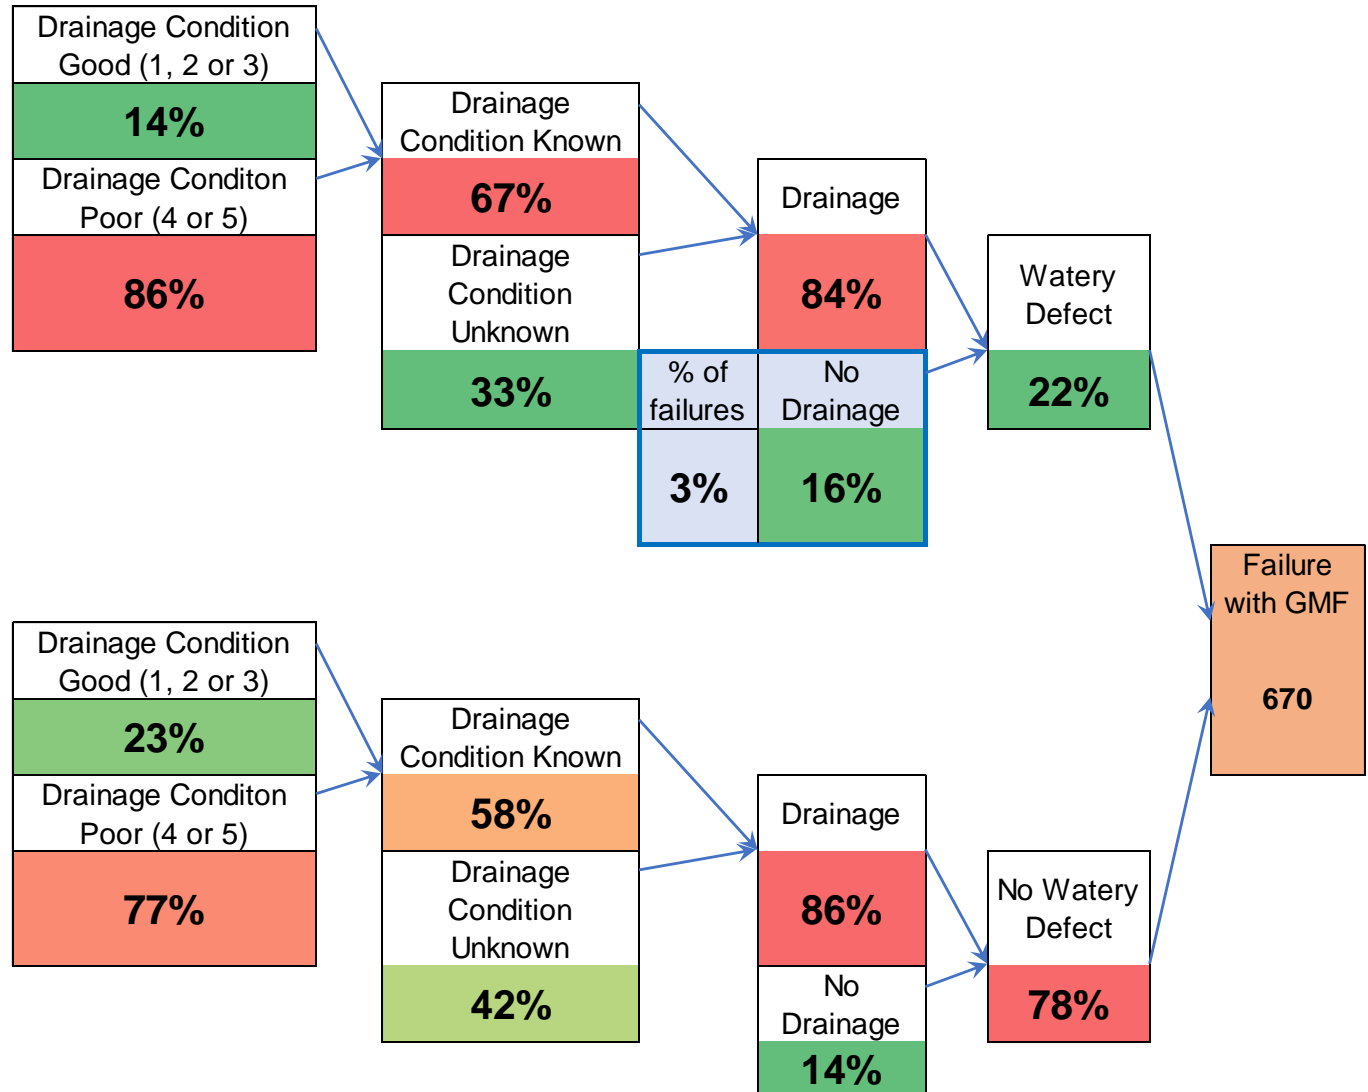 Drainage Condition
Good (1, 2 or 3)
14%
Drainage Conditon
Poor (4 or 5)
86%
Drainage
Condition Known
67%
Drainage
Condition
Unknown
33%
% of
failures
3%
Drainage
84%
No
Drainage
16%
Watery
Defect
22%
Failure
with GMF
670
Drainage Condition
Good (1, 2 or 3)
23%
Drainage Conditon
Poor (4 or 5)
77%
Drainage
Condition Known
58%
Drainage
Condition
Unknown
42%
Drainage
86%
No
Drainage
14%
No Watery
Defect
78%